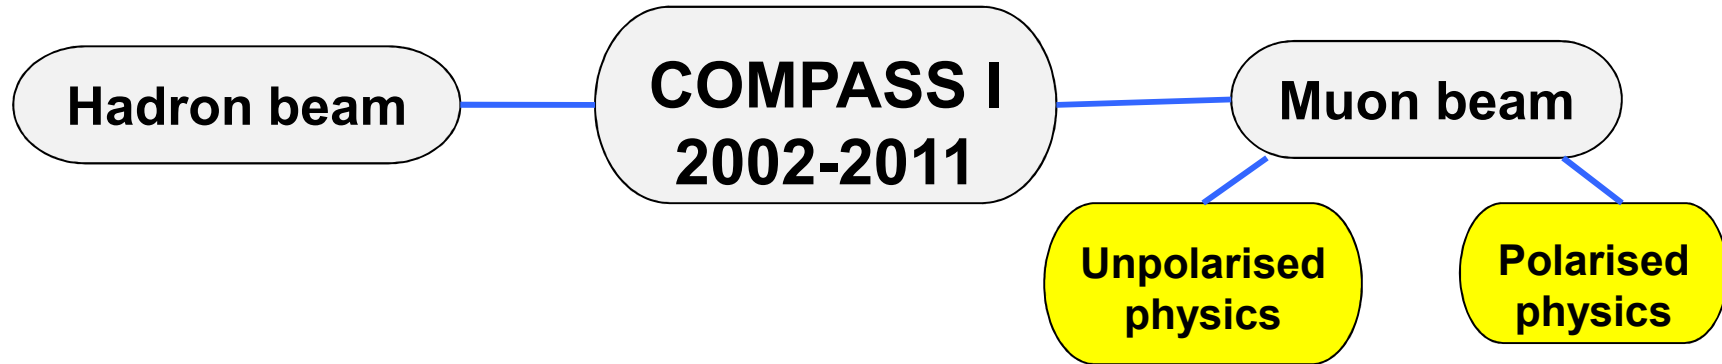 Hadron beam
COMPASS I
2002-2011
Muon beam
Unpolarised
physics
Polarised
physics